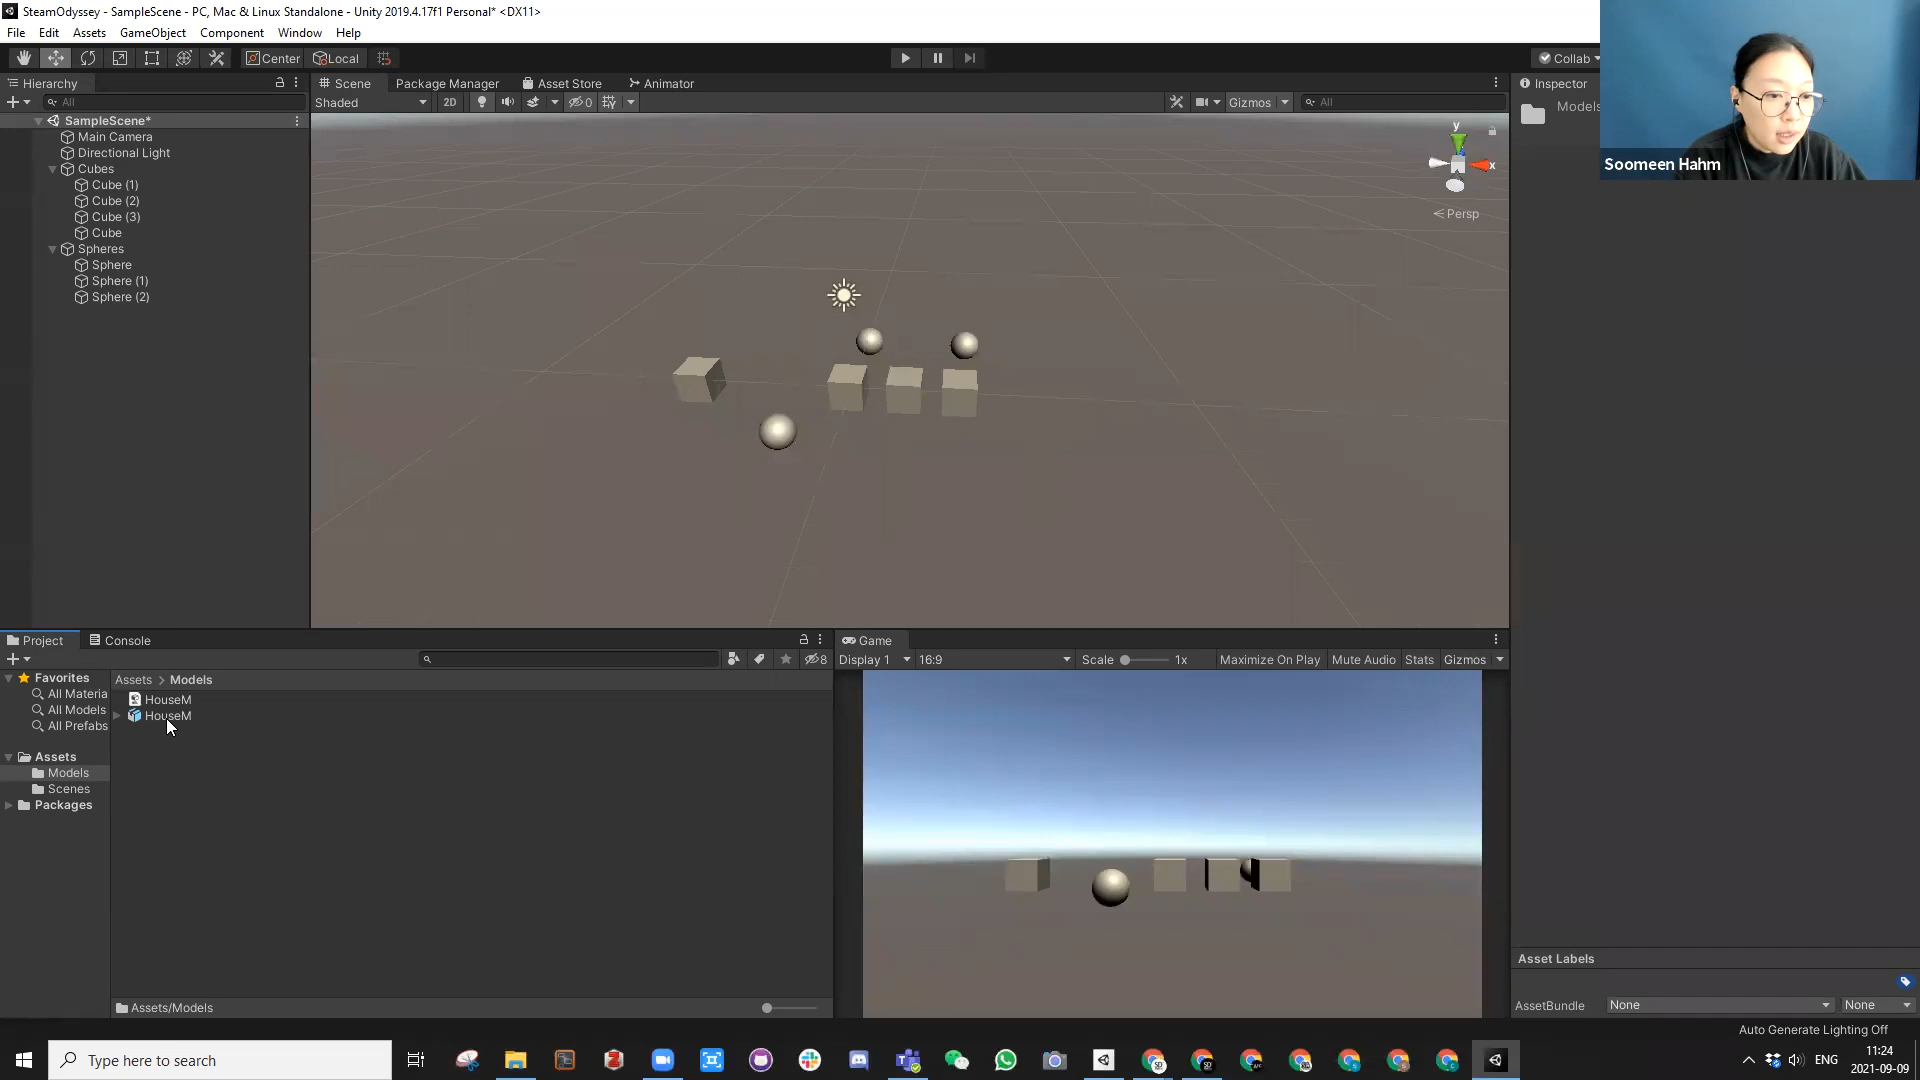 SteamOdyssey - SampleScene - PC, Mac & Linux Standalone - Unity 2019.4.17f1 Personal* <DX11>
File Edit Assets GameObject Component Window Help
Center Local
Collab
Hierarchy
All
SampleScene*
Main Camera
Directional Light
Cubes
Cube (1)
Cube (2)
Cube (3)
Cube
Spheres
Sphere
Sphere (1)
Sphere (2)
Scene Package Manager Asset Store Animator
Shaded 2D 0 Gizmos All
y
x
Persp
Inspector
Models
Soomeen Hahm
Project Console
8
Favorites
All Materia
All Models
All Prefabs
Assets
Models
Scenes
Packages
Assets > Models
HouseM
HouseM
Assets/Models
Game
Display 1 16:9 Scale 1x Maximize On Play Mute Audio Stats Gizmos
Asset Labels
AssetBundle None None
Auto Generate Lighting Off
Type here to search
ENG
11:24
2021-09-09